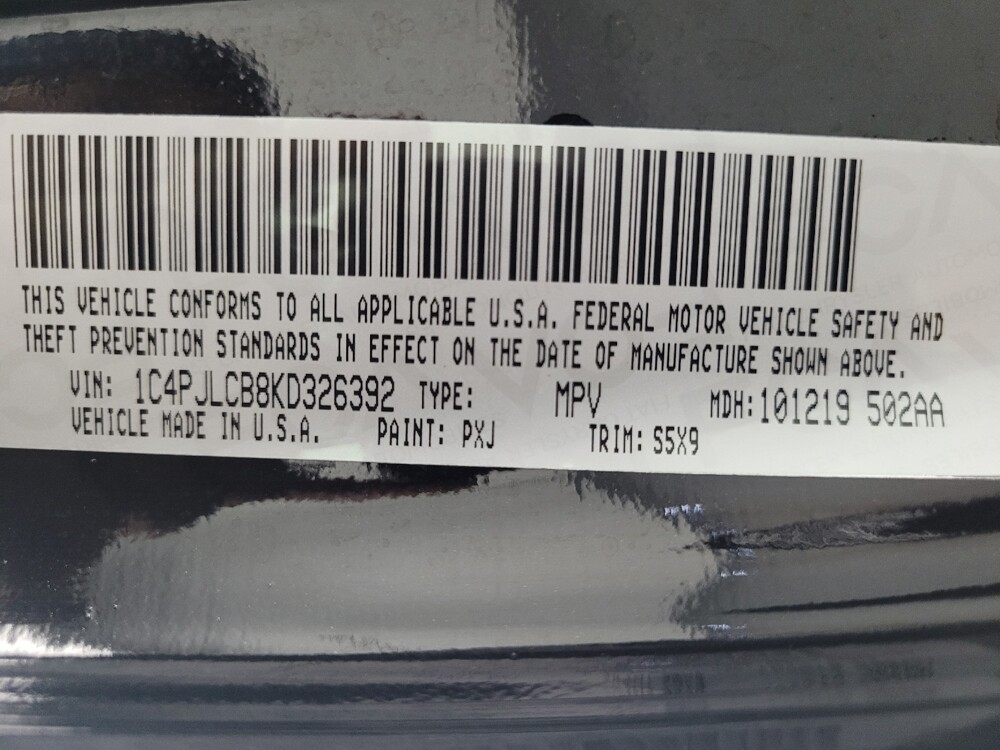 THIS VEHICLE CONFORMS TO ALL APPLICABLE U.S.A. FEDERAL MOTOR VEHICLE SAFETY AND
THEFT PREVENTION STANDARDS IN EFFECT ON THE DATE OF MANUFACTURE SHOWN ABOVE.
VIN: 1C4PJLCB8KD326392 TYPE: MPV MDH: 101219 502AA
VEHICLE MADE IN U.S.A. PAINT: PXJ TRIM: S5X9